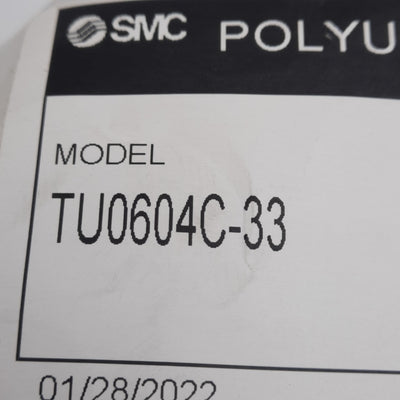 SMC POLYU
MODEL
TU0604C-33
01/28/2022